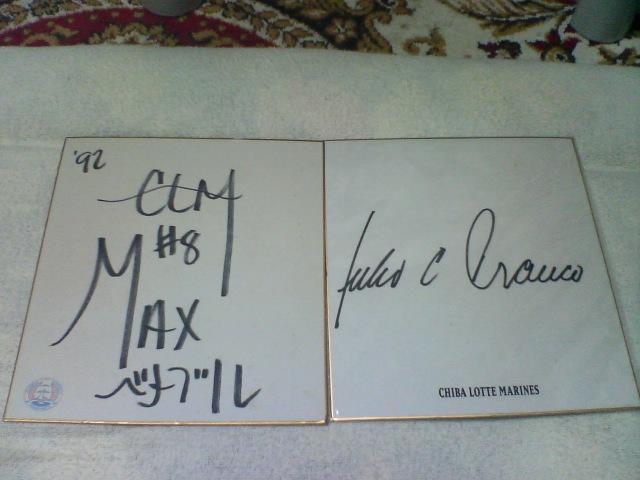 '92
CLM
#8
MAX
ベナブル
Julio C Franco
CHIBA LOTTE MARINES